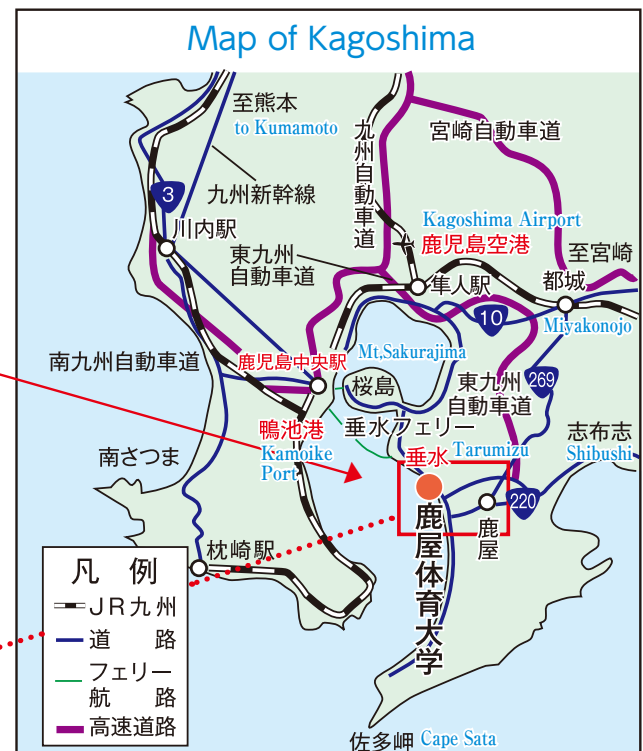 Map of Kagoshima
至熊本
to Kumamoto
3
九州新幹線
川内駅
九州自動車道
宮崎自動車道
Kagoshima Airport
鹿児島空港
東九州
自動車道
隼人駅
都城
至宮崎
Miyakonojo
10
南九州自動車道
鹿児島中央駅
Mt,Sakurajima
桜島
東九州
自動車道
269
鴨池港
Kamoike
Port
垂水フェリー
垂水
Tarumizu
志布志
Shibushi
南さつま
220
鹿屋
鹿屋体育大学
枕崎駅
凡 例
JR九州
道 路
フェリー
航 路
高速道路
佐多岬 Cape Sata